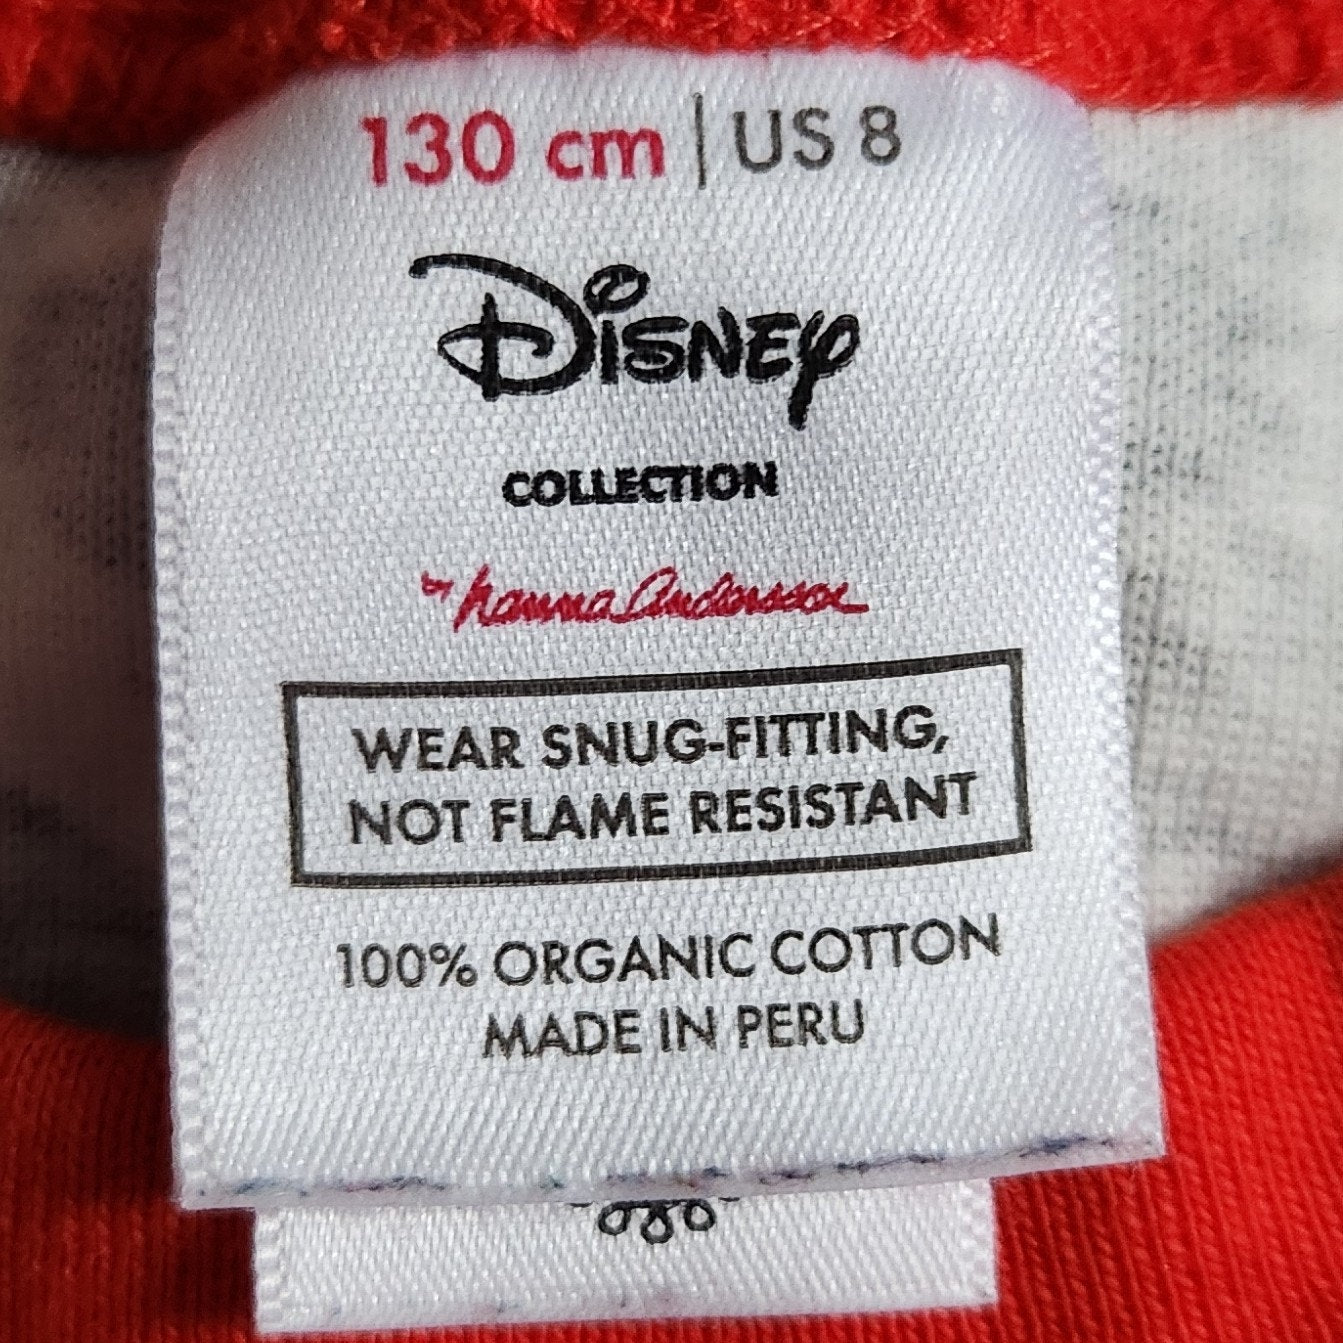 130 cm | US 8
Disney
COLLECTION
by hanna Andersson
WEAR SNUG-FITTING,
NOT FLAME RESISTANT
100% ORGANIC COTTON
MADE IN PERU